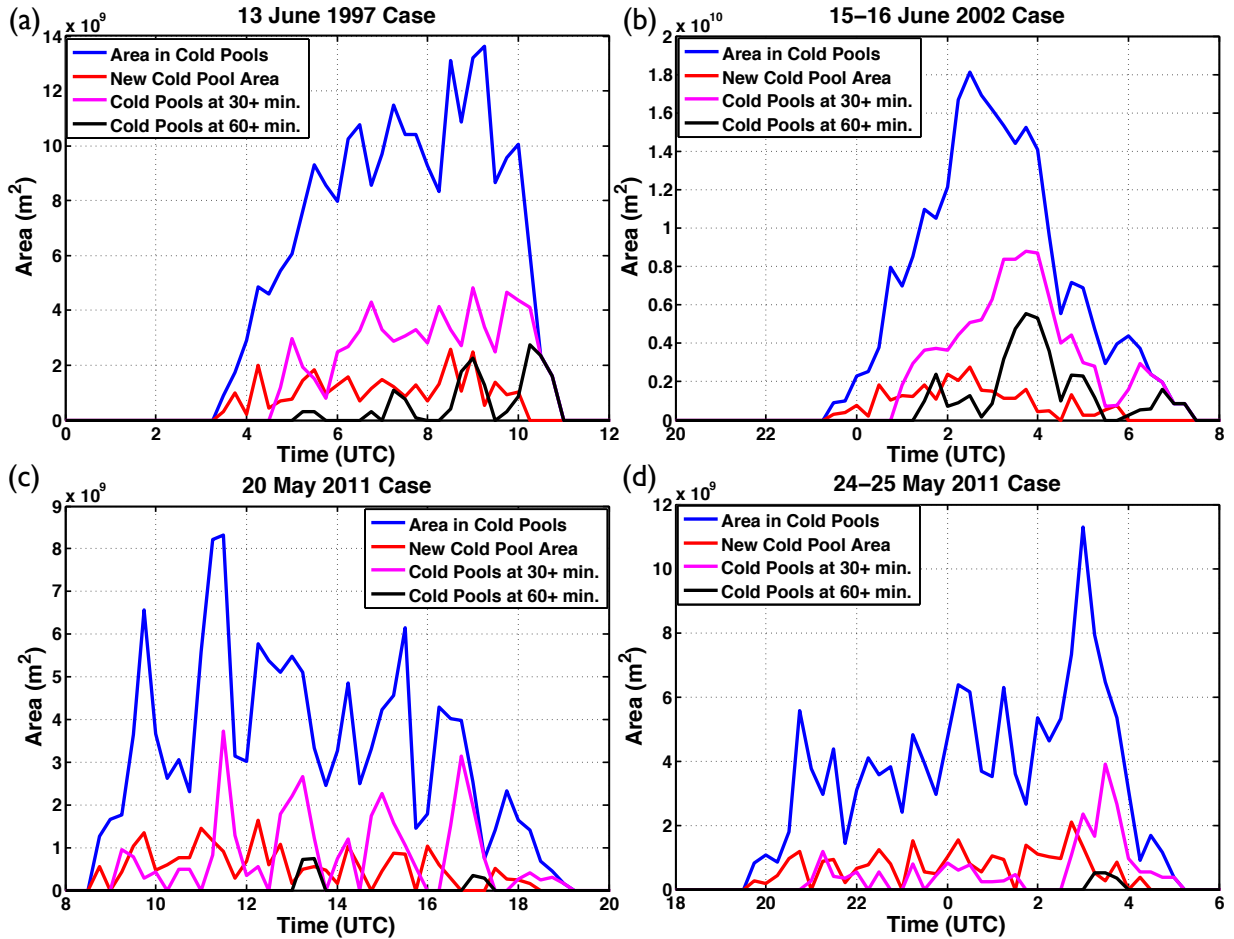 (a)
13 June 1997 Case
x 10^9
14
12
10
8
6
4
2
0
Area (m^2)
Area in Cold Pools
New Cold Pool Area
Cold Pools at 30+ min.
Cold Pools at 60+ min.
0 2 4 6 8 10 12
Time (UTC)
(b)
15–16 June 2002 Case
x 10^10
2
1.8
1.6
1.4
1.2
1
0.8
0.6
0.4
0.2
0
Area (m^2)
Area in Cold Pools
New Cold Pool Area
Cold Pools at 30+ min.
Cold Pools at 60+ min.
20 22 0 2 4 6 8
Time (UTC)
(c)
20 May 2011 Case
x 10^9
9
8
7
6
5
4
3
2
1
0
Area (m^2)
Area in Cold Pools
New Cold Pool Area
Cold Pools at 30+ min.
Cold Pools at 60+ min.
8 10 12 14 16 18 20
Time (UTC)
(d)
24–25 May 2011 Case
x 10^9
12
10
8
6
4
2
0
Area (m^2)
Area in Cold Pools
New Cold Pool Area
Cold Pools at 30+ min.
Cold Pools at 60+ min.
18 20 22 0 2 4 6
Time (UTC)